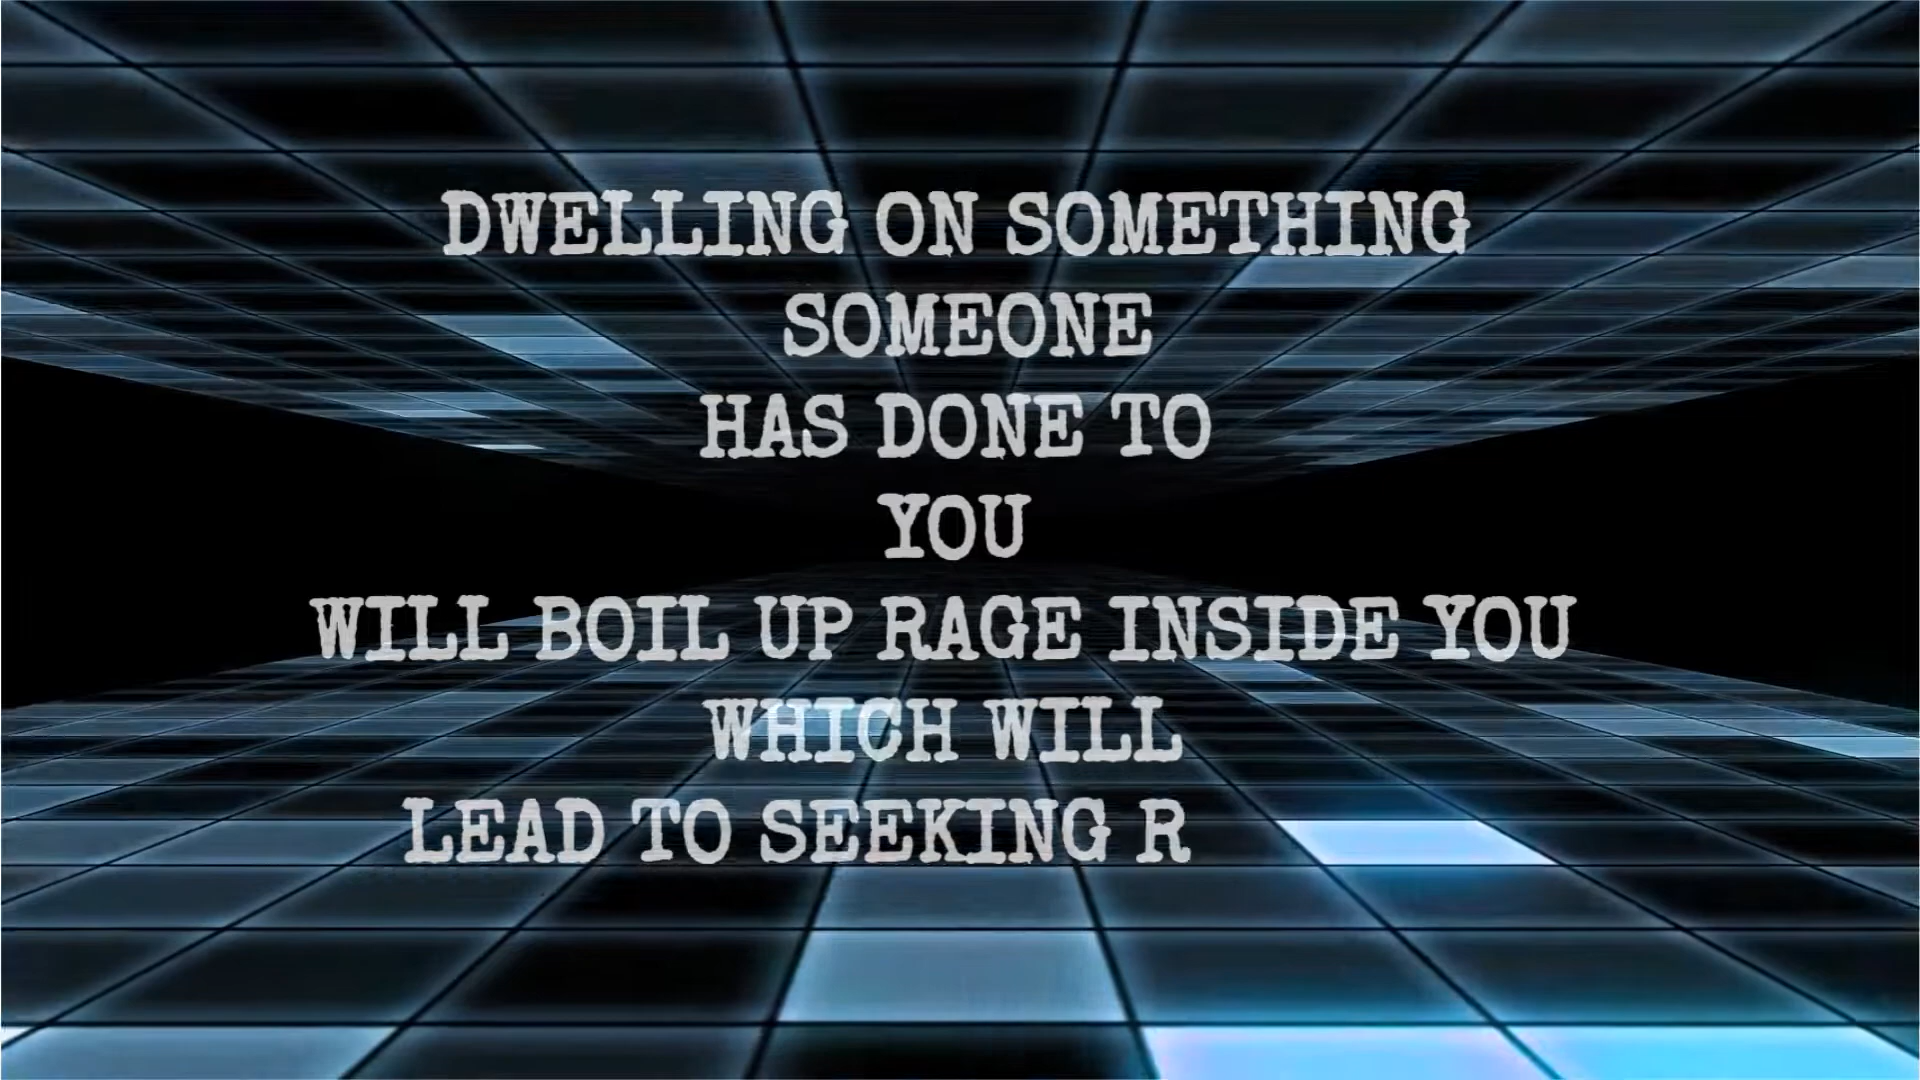 DWELLING ON SOMETHING
SOMEONE
HAS DONE TO
YOU
WILL BOIL UP RAGE INSIDE YOU
WHICH WILL
LEAD TO SEEKING R